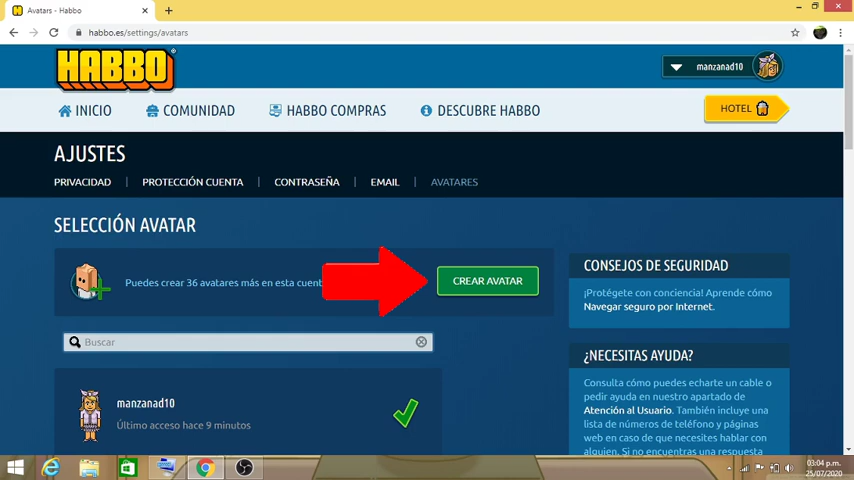 Avatars - Habbo
habbo.es/settings/avatars
HABBO
manzanad10
INICIO
COMUNIDAD
HABBO COMPRAS
DESCUBRE HABBO
HOTEL
AJUSTES
PRIVACIDAD | PROTECCIÓN CUENTA | CONTRASEÑA | EMAIL | AVATARES
SELECCIÓN AVATAR
Puedes crear 36 avatares más en esta
CREAR AVATAR
Buscar
manzanad10
Último acceso hace 9 minutos
CONSEJOS DE SEGURIDAD
¡Protégete con conciencia! Aprende cómo
Navegar seguro por Internet.
¿NECESITAS AYUDA?
Consulta cómo puedes echarte un cable o
pedir ayuda en nuestro apartado de
Atención al Usuario. También incluye una
lista de números de teléfono y páginas
web en caso de que necesites hablar con
alguien. Si no encuentras una respuesta
03:04 p.m.
25/07/2020